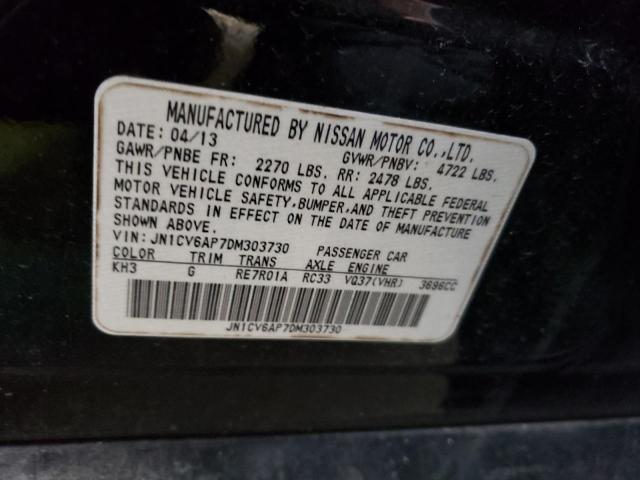 MANUFACTURED BY NISSAN MOTOR CO.,LTD.
DATE: 04/13 GVWR/PNBV: 4722 LBS.
GAWR/PNBE FR: 2270 LBS. RR: 2478 LBS.
THIS VEHICLE CONFORMS TO ALL APPLICABLE FEDERAL
MOTOR VEHICLE SAFETY,BUMPER,AND THEFT PREVENTION
STANDARDS IN EFFECT ON THE DATE OF MANUFACTURE
SHOWN ABOVE.
VIN: JN1CV6AP7DM303730 PASSENGER CAR
COLOR TRIM TRANS AXLE ENGINE
KH3 G RE7R01A RC33 VQ37(VHR) 3696CC
JN1CV6AP7DM303730